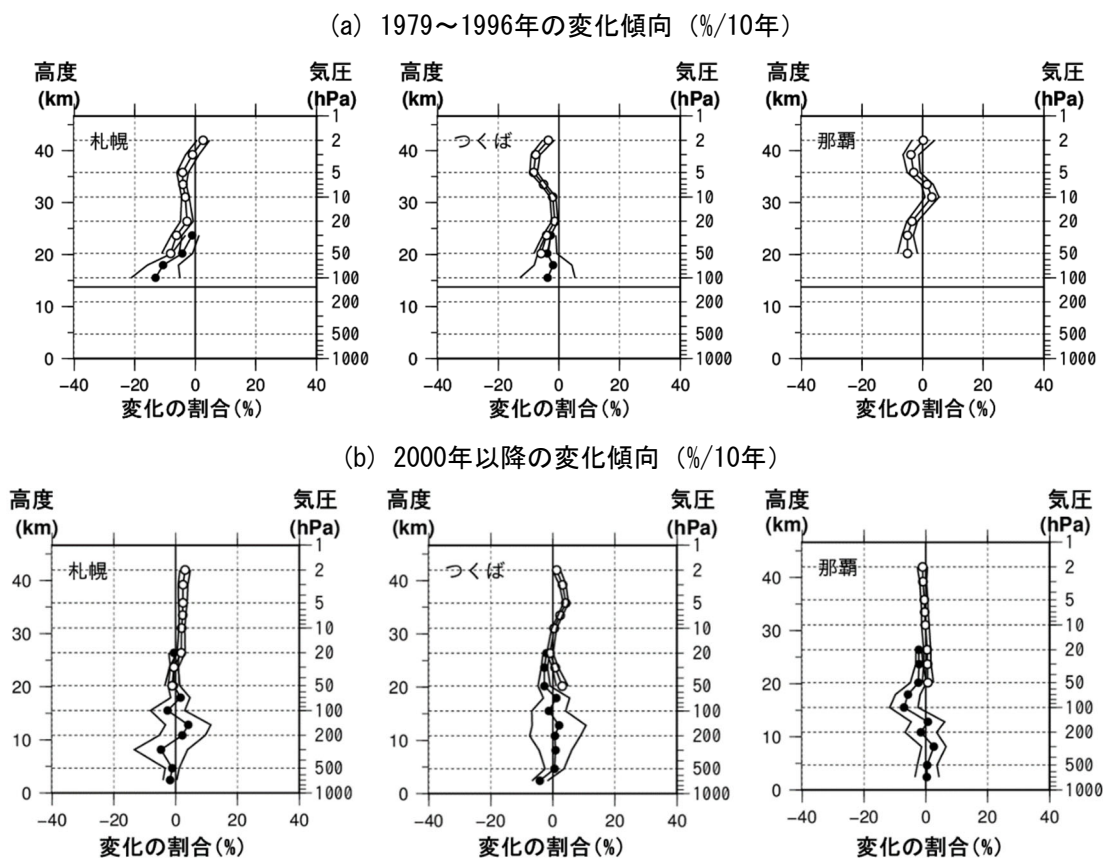 (a) 1979～1996年の変化傾向 (%/10年)
高度 気圧 高度 気圧 高度 気圧
(km) (hPa) (km) (hPa) (km) (hPa)
1 1 1
札幌 つくば 那覇
40 2 40 2 40 2
5 5 5
30 10 30 10 30 10
20 20 20
20 50 20 50 20 50
100 100 100
10 200 10 200 10 200
500 500 500
0 1000 0 1000 0 1000
−40 −20 0 20 40 −40 −20 0 20 40 −40 −20 0 20 40
変化の割合(%) 変化の割合(%) 変化の割合(%)
(b) 2000年以降の変化傾向 (%/10年)
高度 気圧 高度 気圧 高度 気圧
(km) (hPa) (km) (hPa) (km) (hPa)
1 1 1
札幌 つくば 那覇
40 2 40 2 40 2
5 5 5
30 10 30 10 30 10
20 20 20
20 50 20 50 20 50
100 100 100
10 200 10 200 10 200
500 500 500
0 1000 0 1000 0 1000
−40 −20 0 20 40 −40 −20 0 20 40 −40 −20 0 20 40
変化の割合(%) 変化の割合(%) 変化の割合(%)